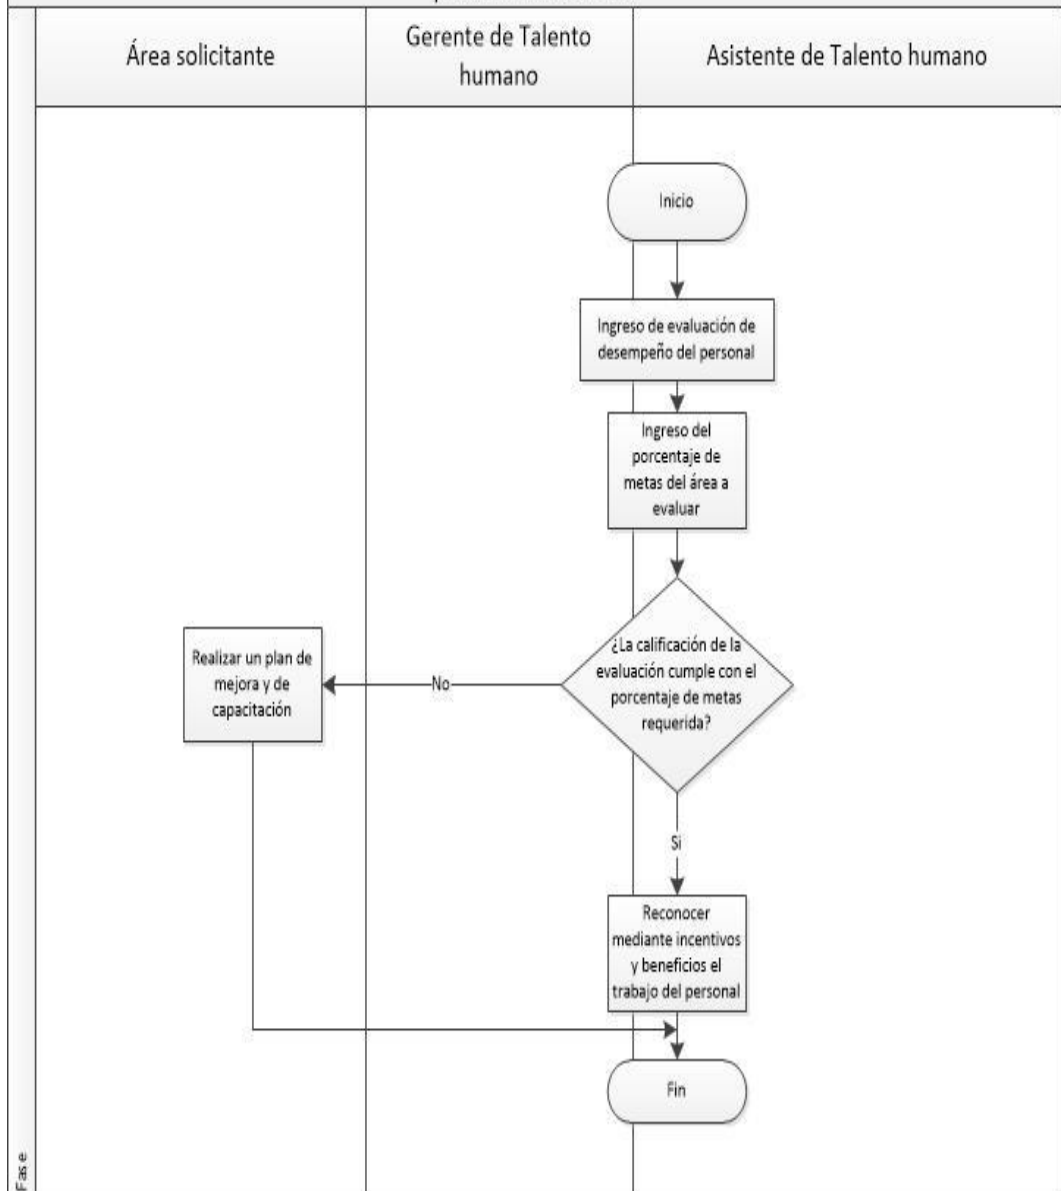 Área solicitante
Gerente de Talento
humano
Asistente de Talento humano
Inicio
Ingreso de evaluación de
desempeño del personal
Ingreso del
porcentaje de
metas del área a
evaluar
¿La calificación de la
evaluación cumple con el
porcentaje de metas
requerida?
No
Realizar un plan de
mejora y de
capacitación
Si
Reconocer
mediante incentivos
y beneficios el
trabajo del personal
Fin
Fase